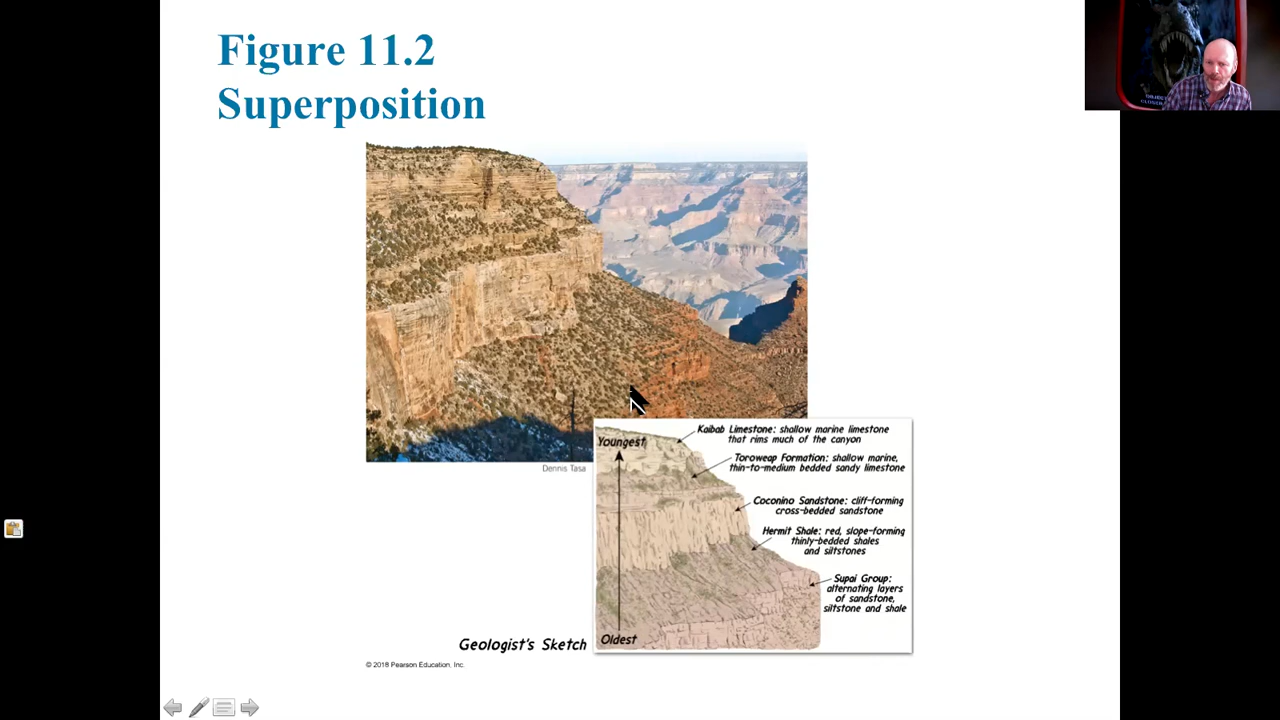 Figure 11.2
Superposition
Dennis Tasa
Youngest
Kaibab Limestone: shallow marine limestone
that rims much of the canyon
Toroweap Formation: shallow marine,
thin-to-medium bedded sandy limestone
Coconino Sandstone: cliff-forming
cross-bedded sandstone
Hermit Shale: red, slope-forming
thinly-bedded shales
and siltstones
Supai Group:
alternating layers
of sandstone,
siltstone and shale
Oldest
Geologist's Sketch
© 2018 Pearson Education, Inc.